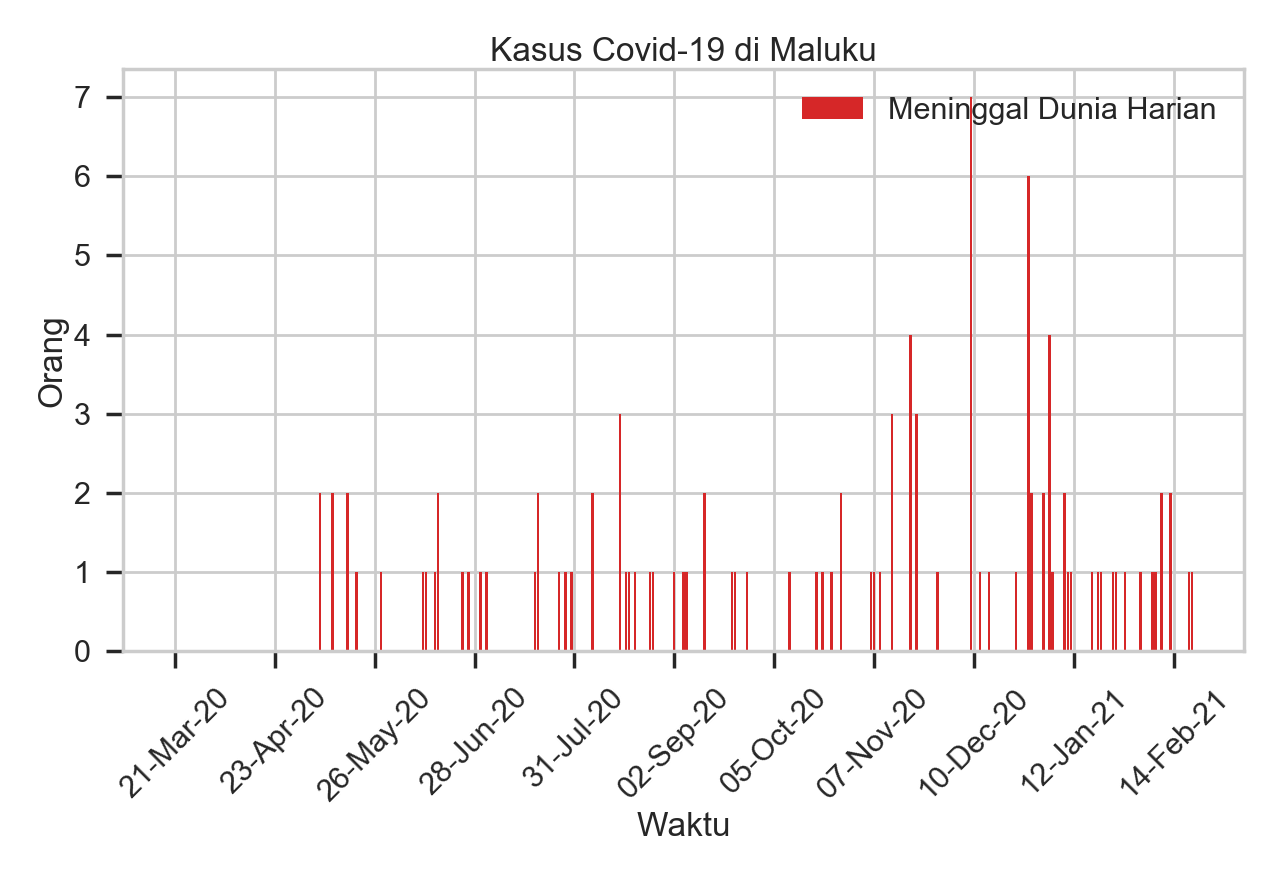 Kasus Covid-19 di Maluku
Meninggal Dunia Harian
7
6
5
4
3
2
1
0
Orang
21-Mar-20
23-Apr-20
26-May-20
28-Jun-20
31-Jul-20
02-Sep-20
05-Oct-20
07-Nov-20
10-Dec-20
12-Jan-21
14-Feb-21
Waktu